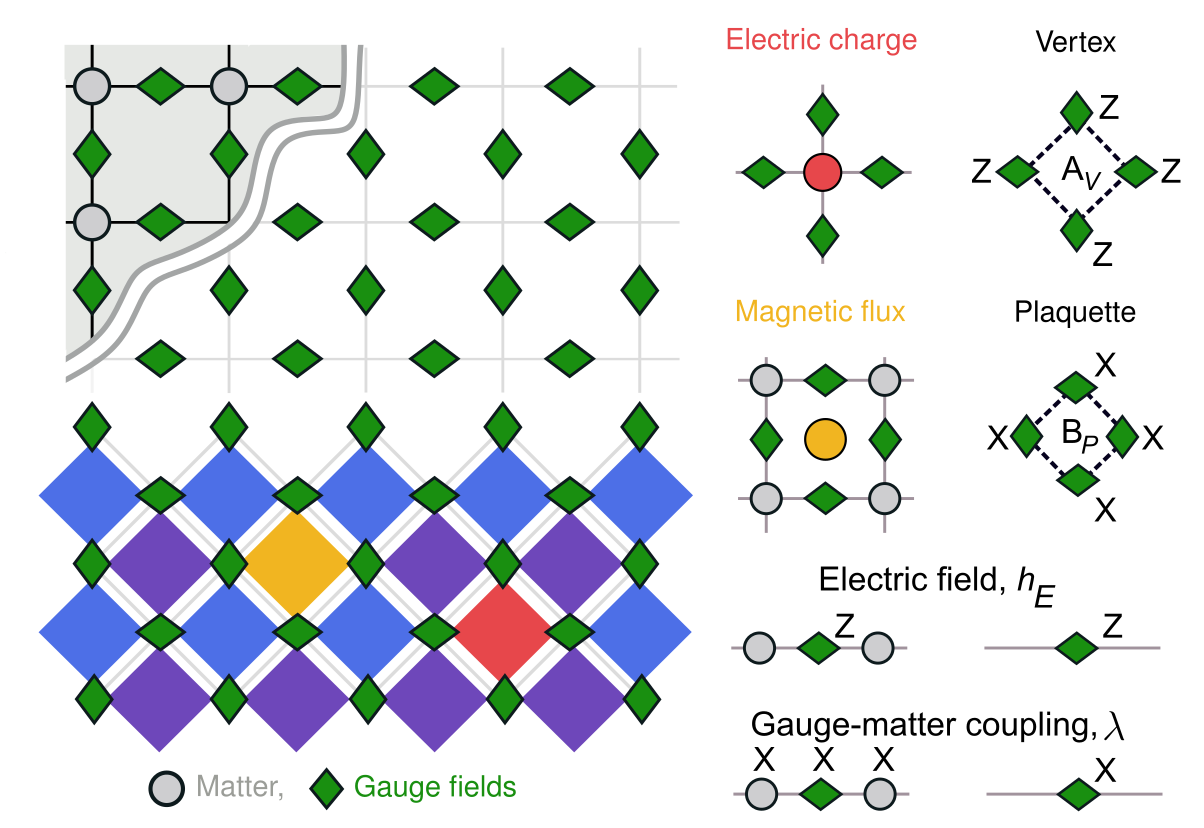 Electric charge
Vertex
Z
Z
A_V
Z
Z
Magnetic flux
Plaquette
X
X
B_P
X
X
Electric field, h_E
Z
Z
Gauge-matter coupling, λ
X X X
X
Matter,
Gauge fields